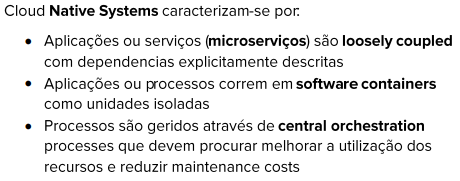 Cloud Native Systems caracterizam-se por:
• Aplicações ou serviços (microserviços) são loosely coupled
com dependencias explicitamente descritas
• Aplicações ou processos correm em software containers
como unidades isoladas
• Processos são geridos através de central orchestration
processes que devem procurar melhorar a utilização dos
recursos e reduzir maintenance costs